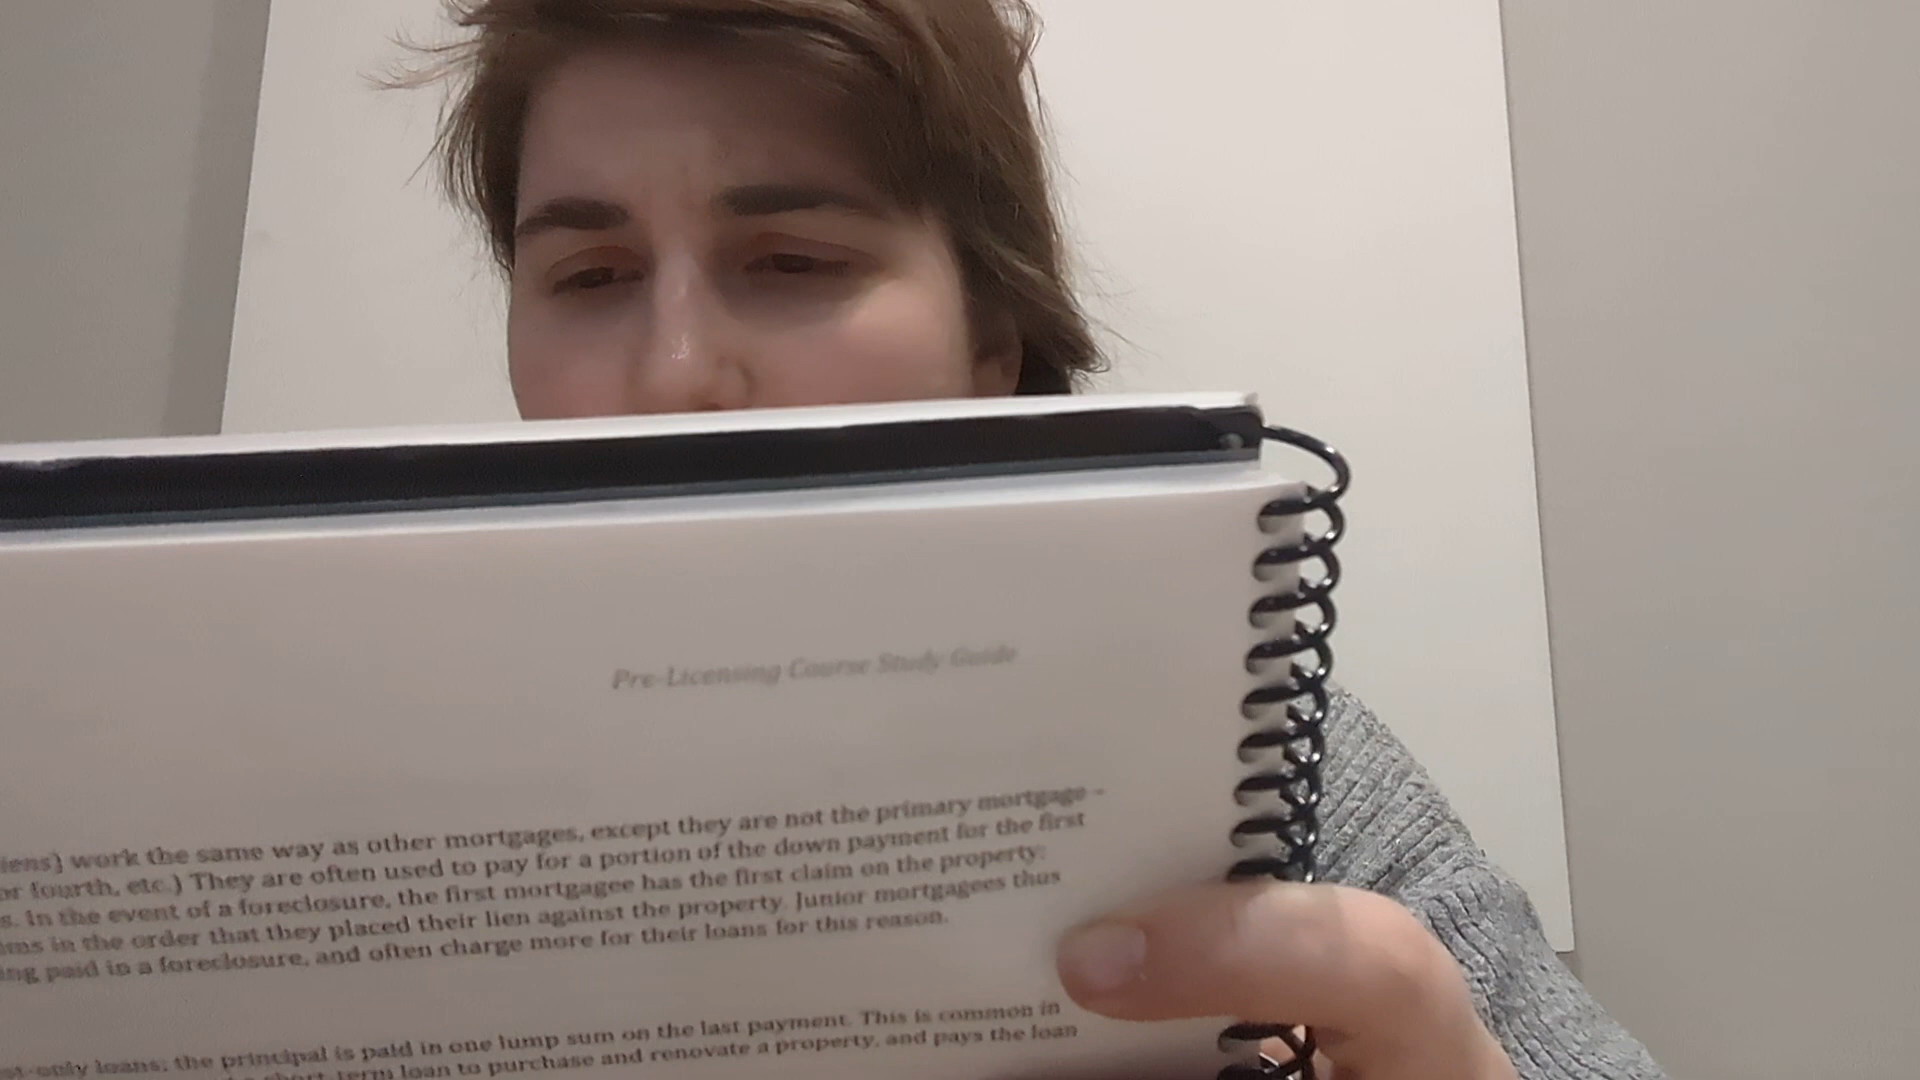 Pre-Licensing Course Study Guide
iens) work the same way as other mortgages, except they are not the primary mortgage –
or fourth, etc.) They are often used to pay for a portion of the down payment for the first
s. In the event of a foreclosure, the first mortgagee has the first claim on the property;
ims in the order that they placed their lien against the property. Junior mortgagees thus
ing paid in a foreclosure, and often charge more for their loans for this reason.
st-only loans; the principal is paid in one lump sum on the last payment. This is common in
short-term loan to purchase and renovate a property, and pays the loan